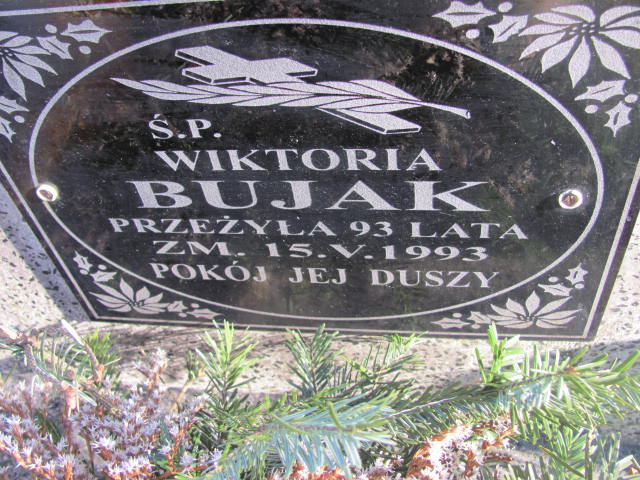 Ś.P.
WIKTORIA
BUJAK
PRZEŻYŁA 93 LATA
ZM. 15.V.1993
POKÓJ JEJ DUSZY